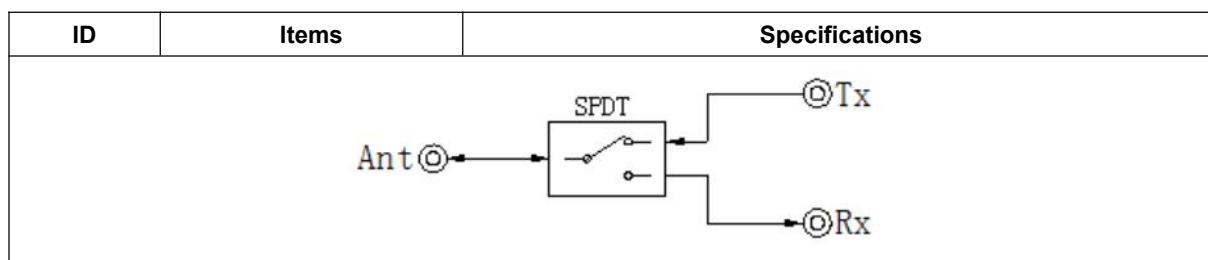 ID Items Specifications
SPDT
Tx
Ant
Rx